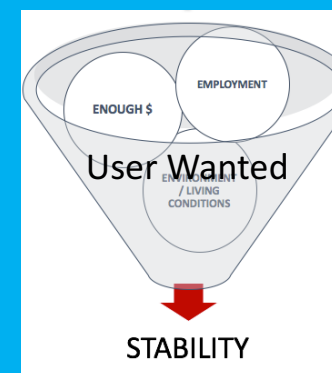 EMPLOYMENT
ENOUGH $
User Wanted
ENVIRONMENT
/ LIVING
CONDITIONS
STABILITY